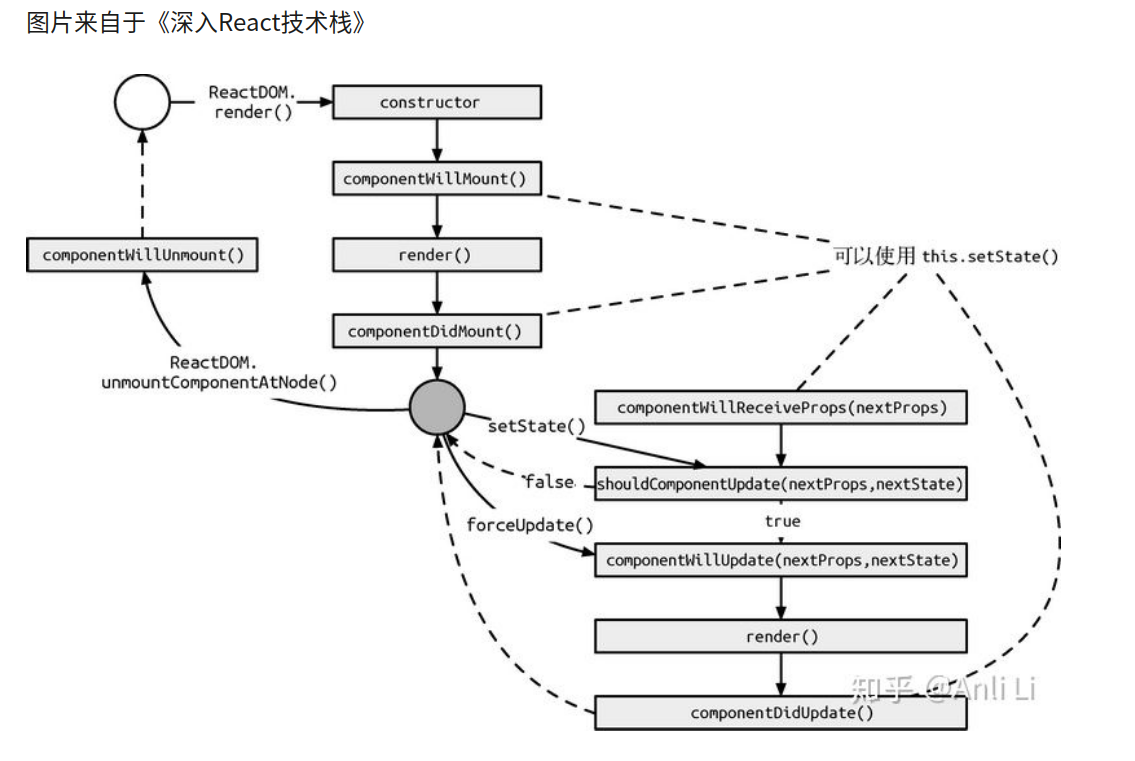 图片来自于《深入React技术栈》
ReactDOM.
render()
constructor
componentWillMount()
componentWillUnmount()
render()
可以使用 this.setState()
componentDidMount()
ReactDOM.
unmountComponentAtNode()
componentWillReceiveProps(nextProps)
setState()
false
shouldComponentUpdate(nextProps,nextState)
forceUpdate()
true
componentWillUpdate(nextProps,nextState)
render()
知乎 @Anli Li
componentDidUpdate()